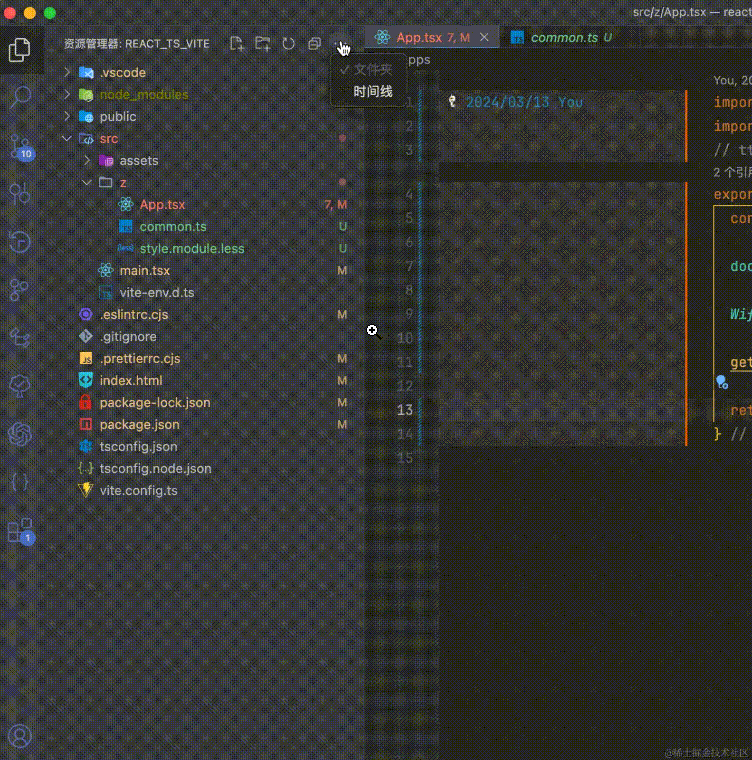 src/z/App.tsx — reac
资源管理器: REACT_TS_VITE
App.tsx 7, M
common.ts U
文件夹
时间线
pps
.vscode
node_modules
public
src
assets
z
App.tsx 7, M
common.ts U
style.module.less U
main.tsx M
vite-env.d.ts
.eslintrc.cjs M
.gitignore
.prettierrc.cjs M
index.html M
package-lock.json M
package.json M
tsconfig.json
tsconfig.node.json
vite.config.ts
10
1
You, 20
1 2024/03/13 You impor
2 impor
3 // tt
2 个引用
4 expor
5 con
6
7 doc
8
9 Wif
10
11 get
12
13 ret
14 } //
15
@稀土掘金技术社区